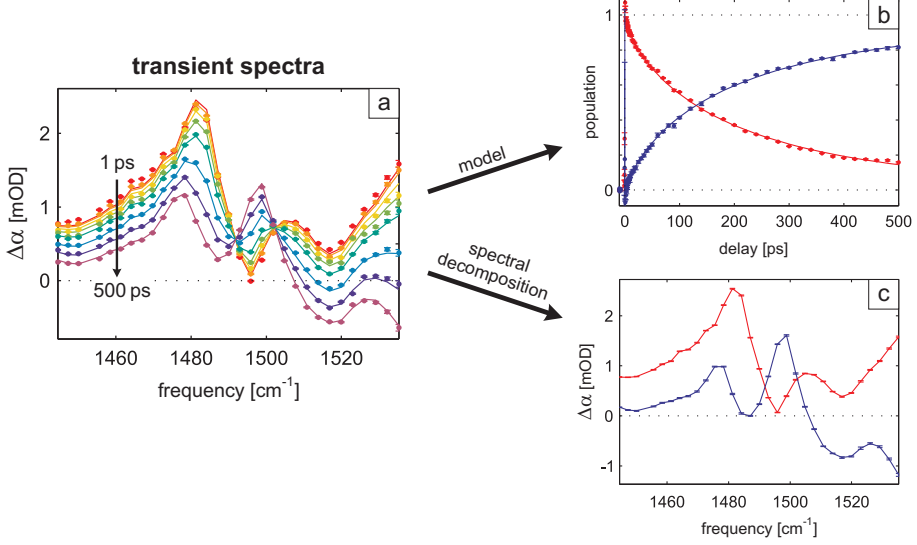 transient spectra
a
2
1
0
Δα [mOD]
1 ps
500 ps
1460
1480
1500
1520
frequency [cm⁻¹]
model
spectral
decomposition
b
1
0
population
0
100
200
300
400
500
delay [ps]
c
2
1
0
-1
Δα [mOD]
1460
1480
1500
1520
frequency [cm⁻¹]